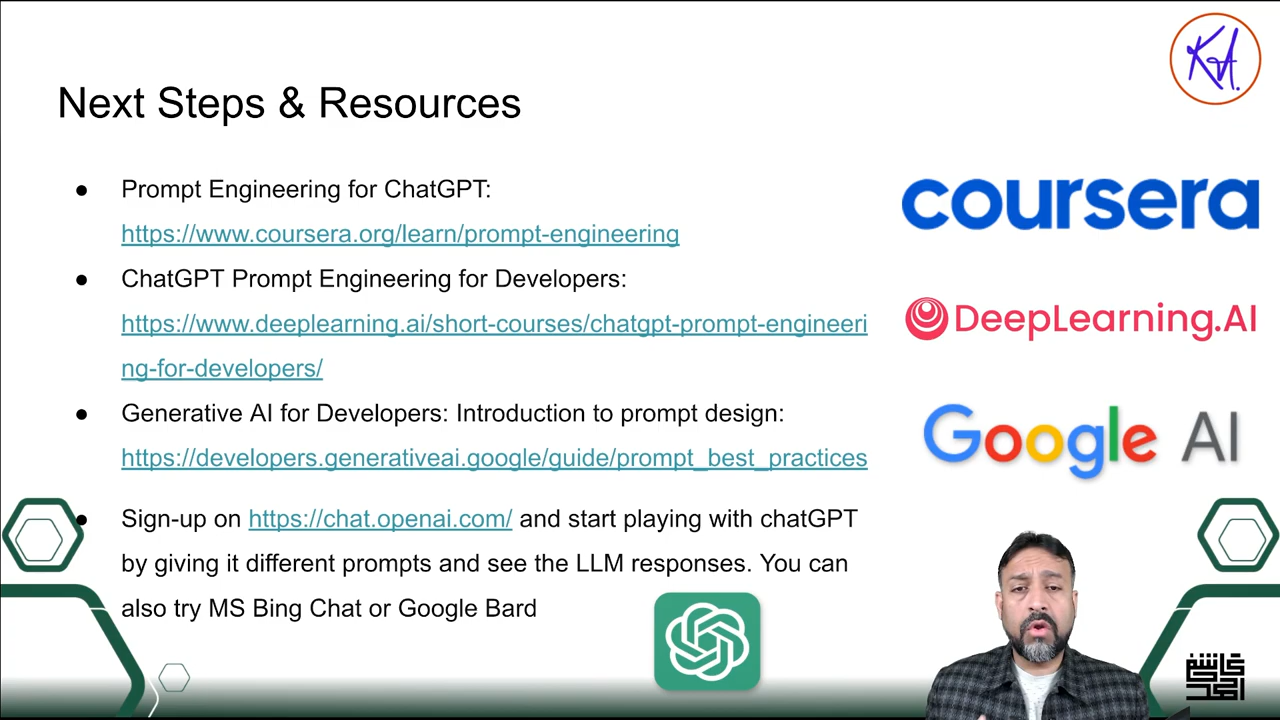 Next Steps & Resources
● Prompt Engineering for ChatGPT:
https://www.coursera.org/learn/prompt-engineering
● ChatGPT Prompt Engineering for Developers:
https://www.deeplearning.ai/short-courses/chatgpt-prompt-engineeri
ng-for-developers/
● Generative AI for Developers: Introduction to prompt design:
https://developers.generativeai.google/guide/prompt_best_practices
● Sign-up on https://chat.openai.com/ and start playing with chatGPT
by giving it different prompts and see the LLM responses. You can
also try MS Bing Chat or Google Bard
KA.
coursera
DeepLearning.AI
Google AI